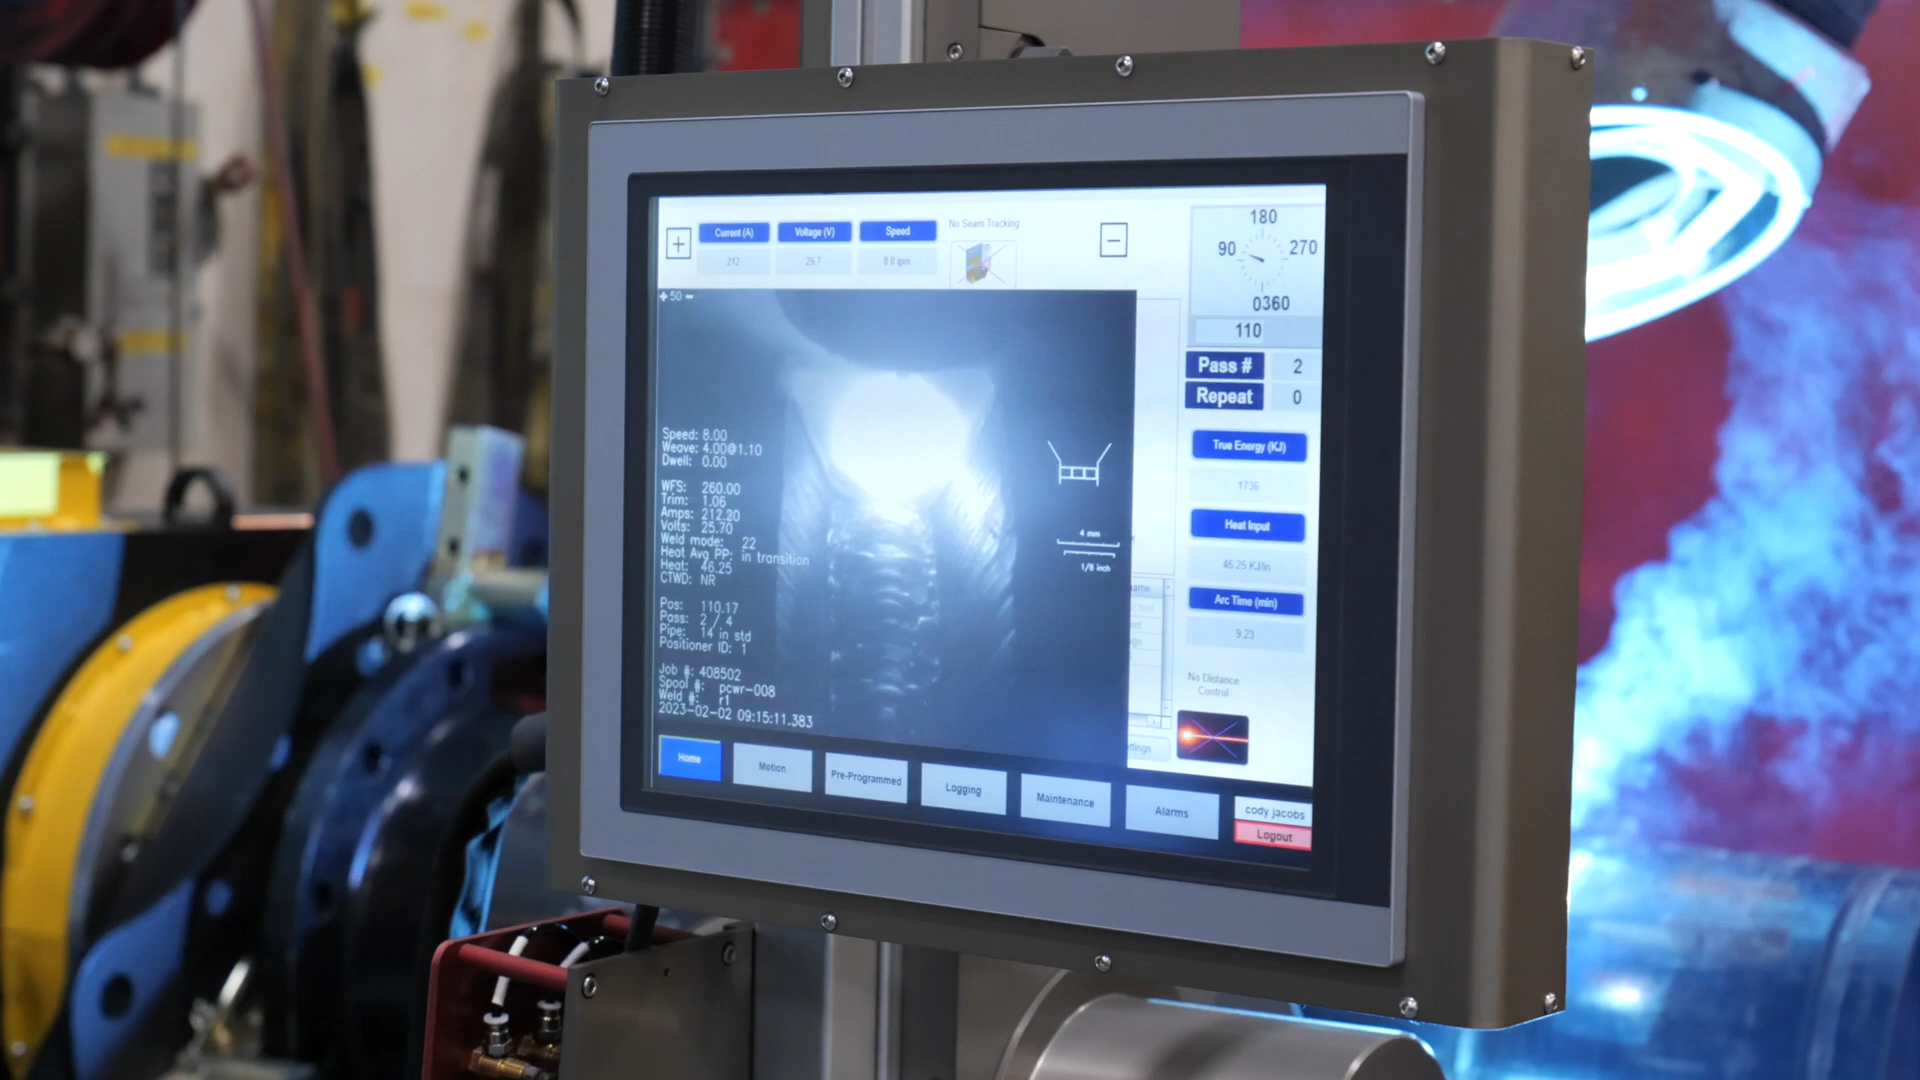 Current (A)
Voltage (V)
Speed
No Seam Tracking
212
25.7
8.0 ipm
180
90
270
0360
110
50
Pass # 2
Repeat 0
True Energy (KJ)
1736
Heat Input
46.25 KJ/in
Arc Time (min)
9.23
No Distance
Control
Speed: 8.00
Weave: 4.00@1.10
Dwell: 0.00
WFS: 260.00
Trim: 1.06
Amps: 212.20
Volts: 25.70
Weld mode: 22
Heat Avg PP: in transition
Heat: 46.25
CTWD: NR
Pos: 110.17
Pass: 2 / 4
Pipe: 14 in std
Positioner ID: 1
Job #: 408502
Spool #: pcwr-008
Weld #: r1
2023-02-02 09:15:11.383
4 mm
1/8 inch
Home
Motion
Pre-Programmed
Logging
Maintenance
Alarms
cody jacobs
Logout